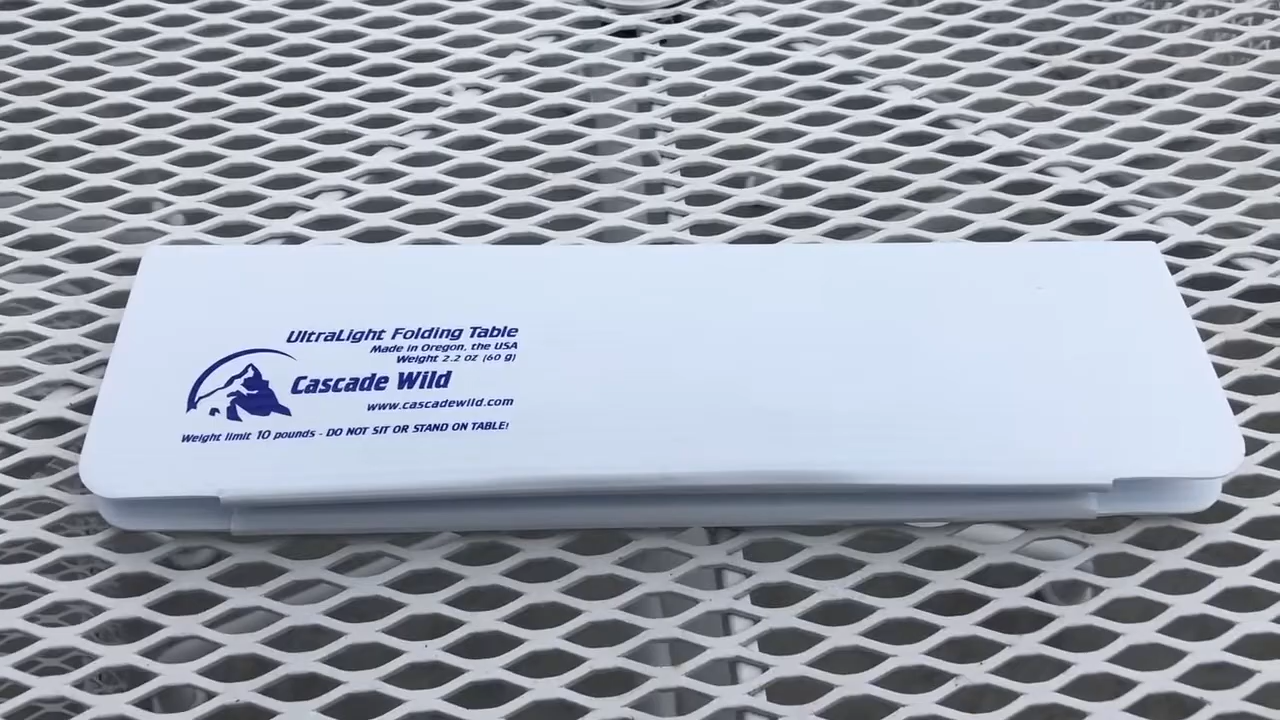 UltraLight Folding Table
Made in Oregon, the USA
Weight 2.2 oz (60 g)
Cascade Wild
www.cascadewild.com
Weight limit 10 pounds - DO NOT SIT OR STAND ON TABLE!